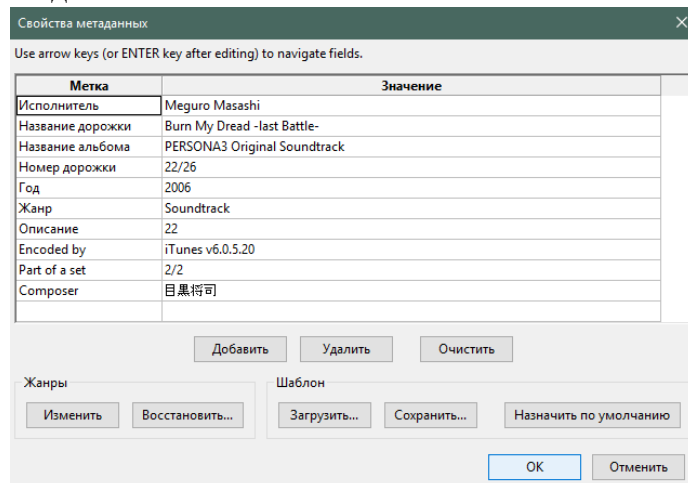 Свойства метаданных
Use arrow keys (or ENTER key after editing) to navigate fields.
Метка Значение
Исполнитель Meguro Masashi
Название дорожки Burn My Dread -last Battle-
Название альбома PERSONA3 Original Soundtrack
Номер дорожки 22/26
Год 2006
Жанр Soundtrack
Описание 22
Encoded by iTunes v6.0.5.20
Part of a set 2/2
Composer 目黒将司
Добавить Удалить Очистить
Жанры Шаблон
Изменить Восстановить... Загрузить... Сохранить... Назначить по умолчанию
OK Отменить